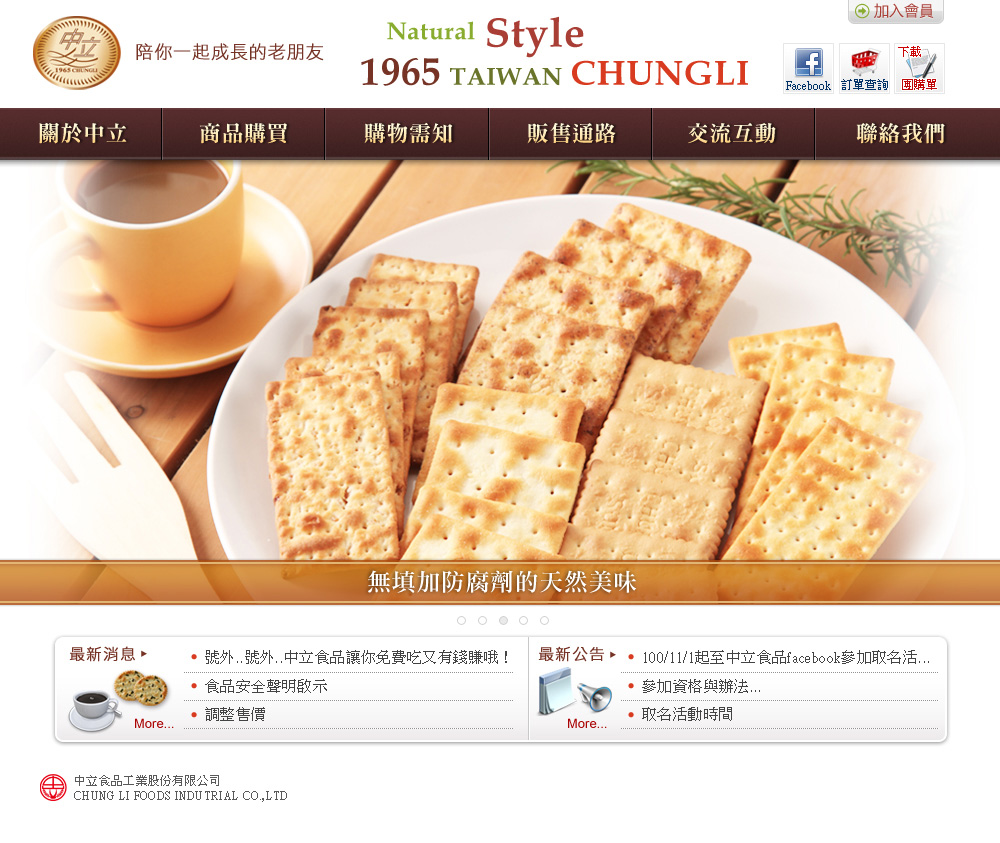 加入會員
中立
1965 CHUNGLI
陪你一起成長的老朋友
Natural Style
1965 TAIWAN CHUNGLI
Facebook
訂單查詢
下載
團購單
關於中立
商品購買
購物需知
販售通路
交流互動
聯絡我們
無填加防腐劑的天然美味
最新消息
號外..號外..中立食品讓你免費吃又有錢賺哦！
食品安全聲明啟示
調整售價
More...
最新公告
100/11/1起至中立食品facebook參加取名活...
參加資格與辦法...
取名活動時間
More...
中立食品工業股份有限公司
CHUNG LI FOODS INDUTRIAL CO.,LTD